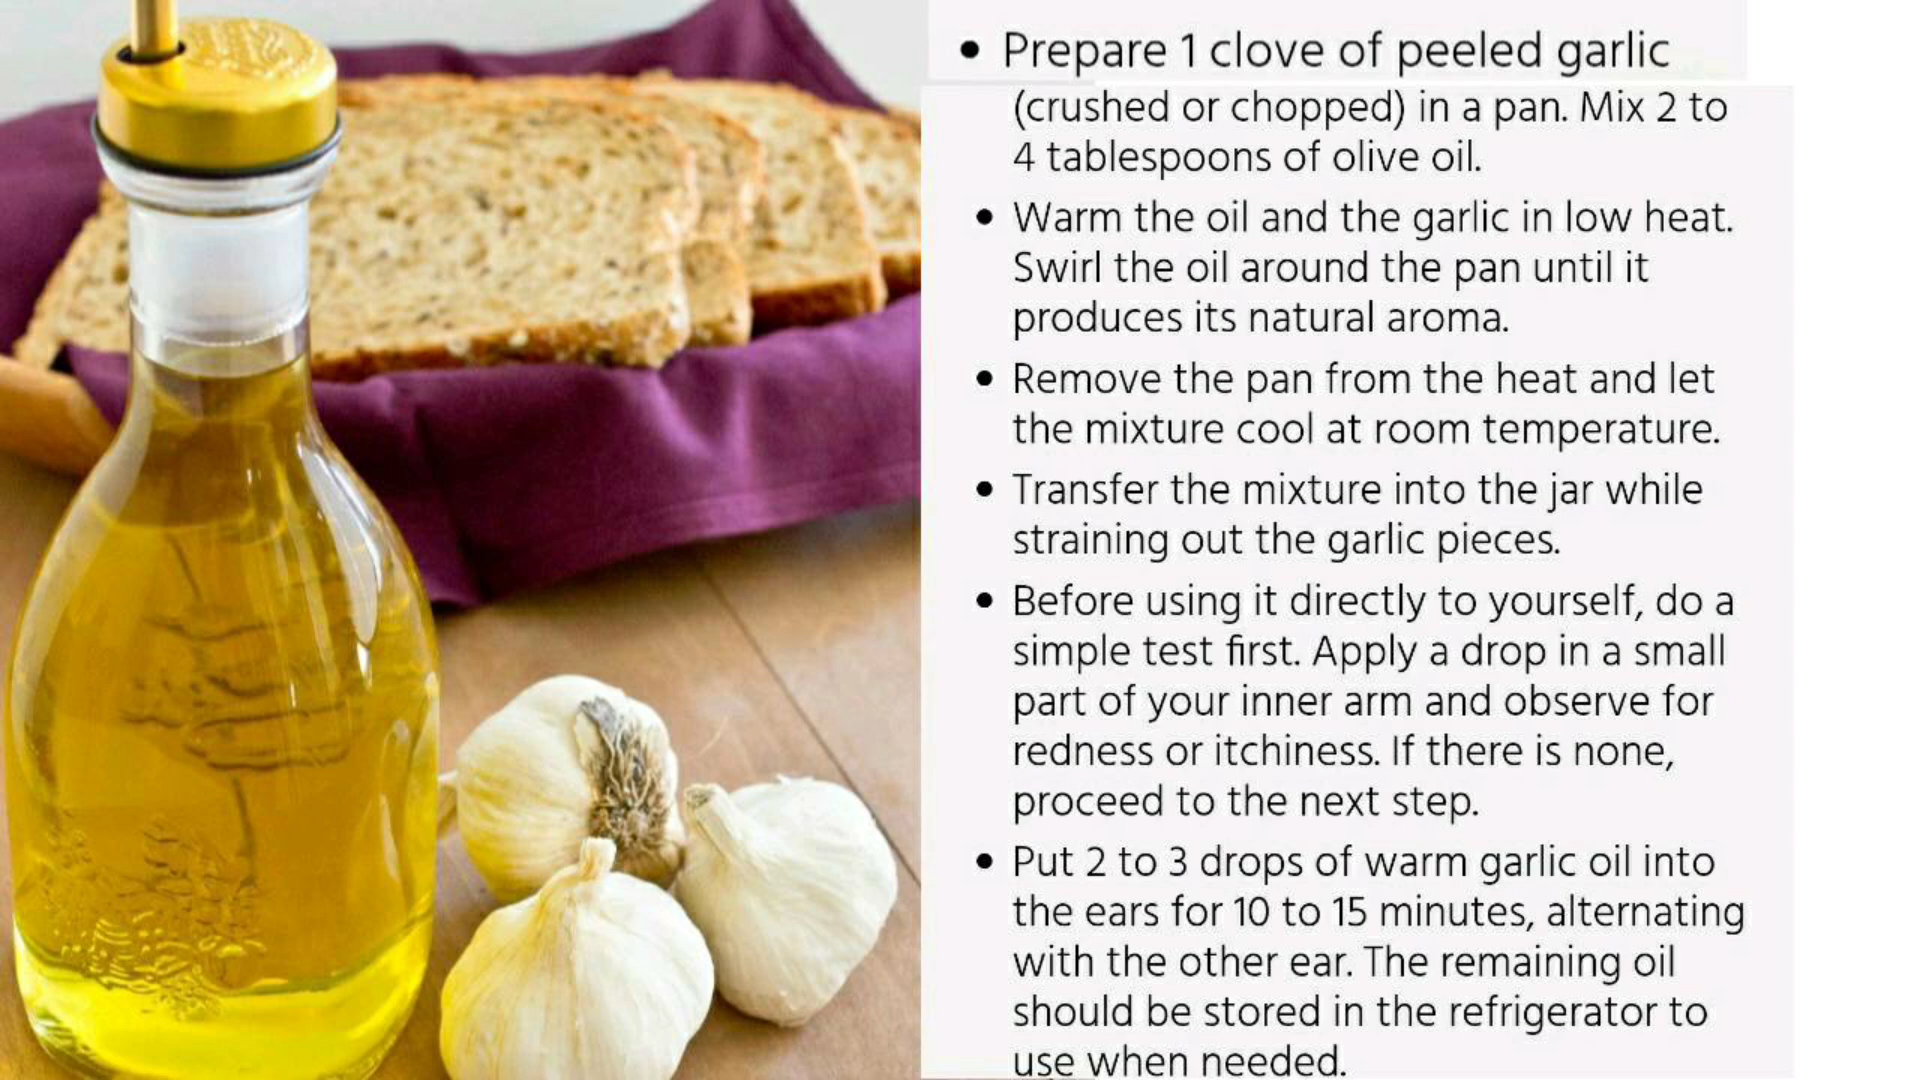 • Prepare 1 clove of peeled garlic
(crushed or chopped) in a pan. Mix 2 to
4 tablespoons of olive oil.
• Warm the oil and the garlic in low heat.
Swirl the oil around the pan until it
produces its natural aroma.
• Remove the pan from the heat and let
the mixture cool at room temperature.
• Transfer the mixture into the jar while
straining out the garlic pieces.
• Before using it directly to yourself, do a
simple test first. Apply a drop in a small
part of your inner arm and observe for
redness or itchiness. If there is none,
proceed to the next step.
• Put 2 to 3 drops of warm garlic oil into
the ears for 10 to 15 minutes, alternating
with the other ear. The remaining oil
should be stored in the refrigerator to
use when needed.